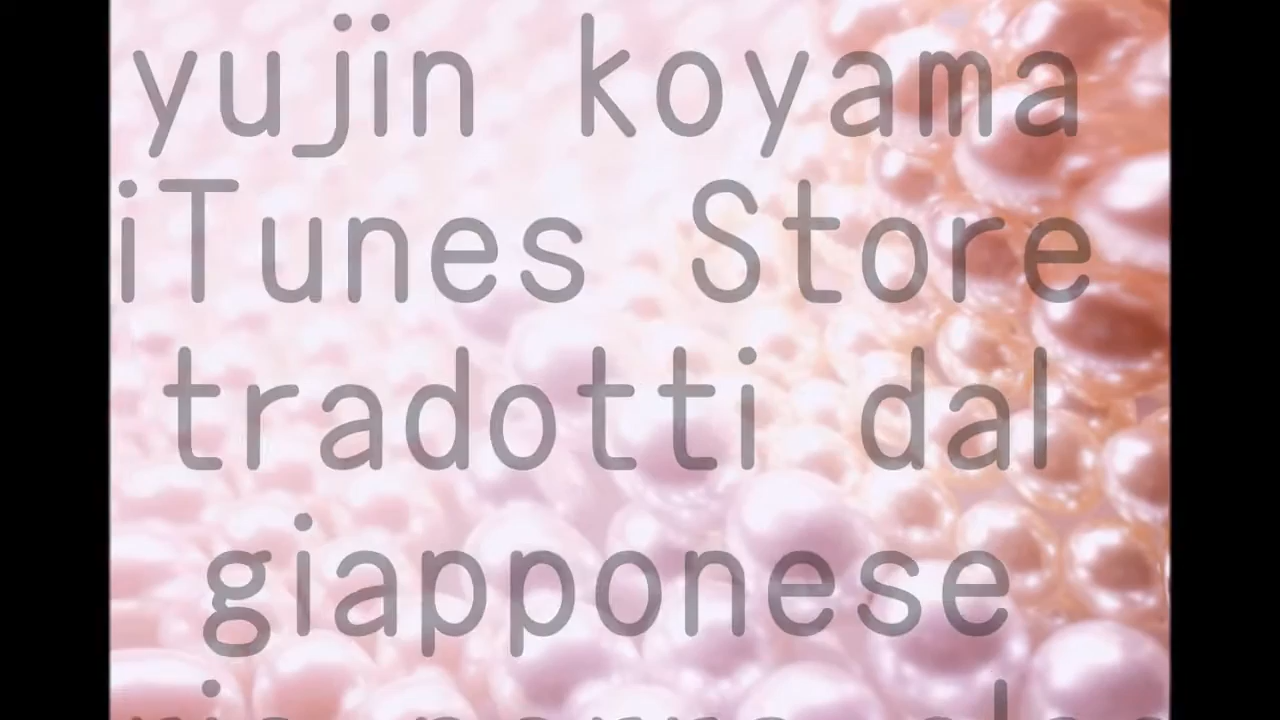 yujin koyama
iTunes Store
tradotti dal
giapponese